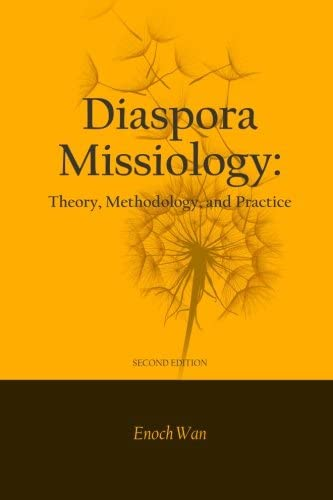 Diaspora
Missiology:
Theory, Methodology, and Practice
SECOND EDITION
Enoch Wan